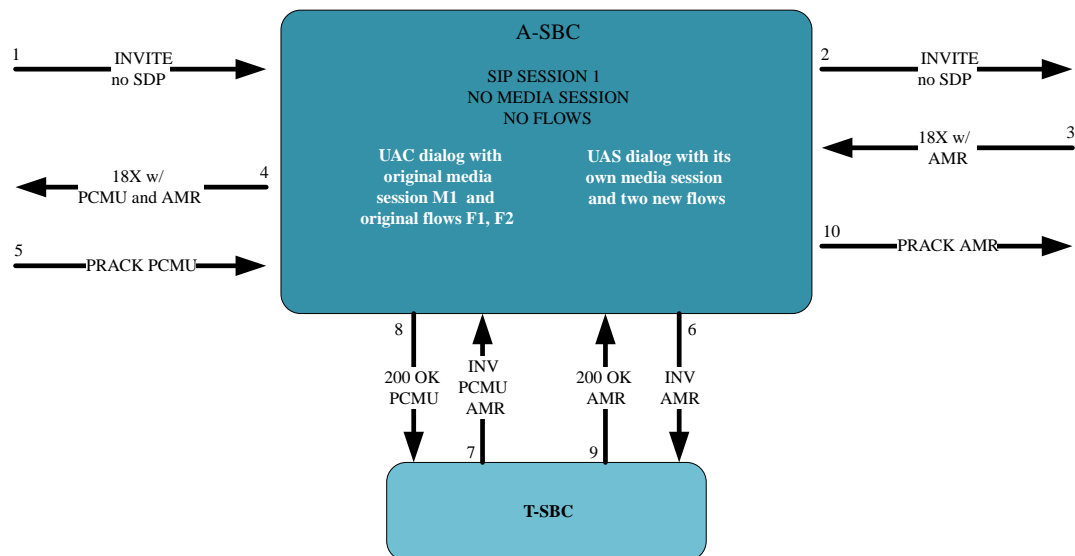 A-SBC
SIP SESSION 1
NO MEDIA SESSION
NO FLOWS
UAC dialog with
original media
session M1 and
original flows F1, F2
UAS dialog with its
own media session
and two new flows
1
INVITE
no SDP
2
INVITE
no SDP
18X w/
AMR
3
18X w/
PCMU and AMR
4
5
PRACK PCMU
10
PRACK AMR
8
200 OK
PCMU
INV
PCMU
AMR
7
200 OK
AMR
9
6
INV
AMR
T-SBC